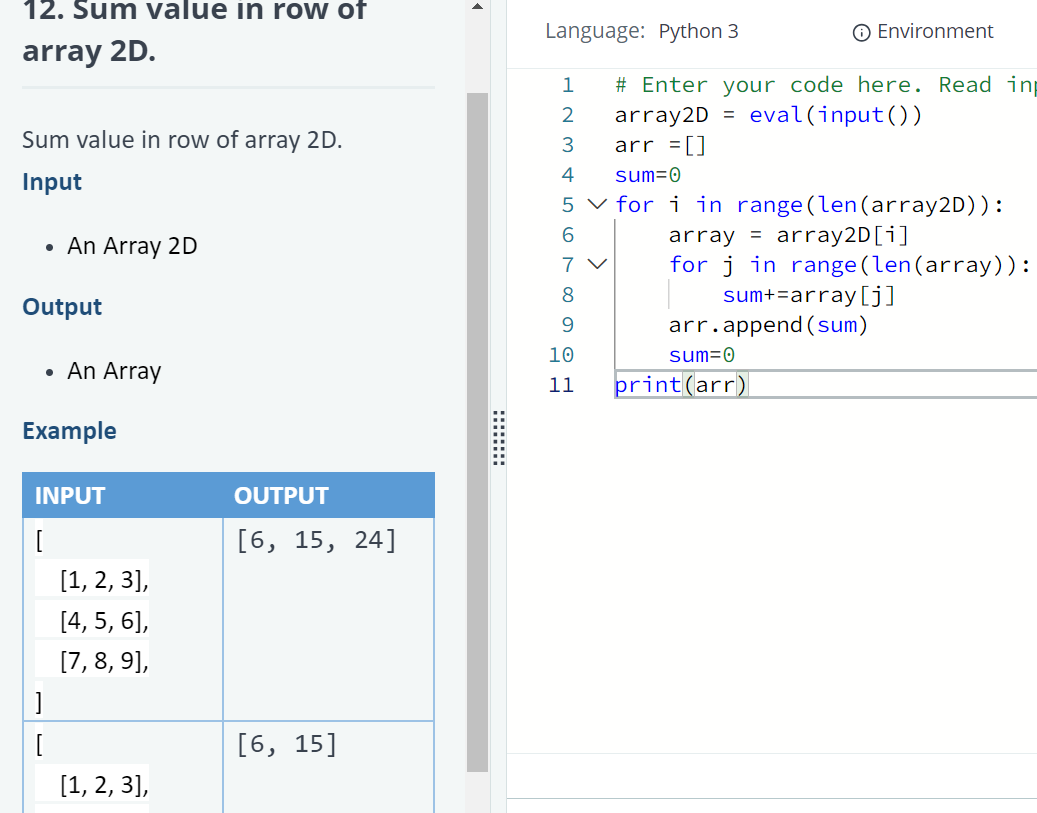 12. Sum value in row of
array 2D.
Sum value in row of array 2D.
Input
• An Array 2D
Output
• An Array
Example
INPUT OUTPUT
[ [6, 15, 24]
[1, 2, 3],
[4, 5, 6],
[7, 8, 9],
]
[ [6, 15]
[1, 2, 3],
Language: Python 3 Environment
1 # Enter your code here. Read
2 array2D = eval(input())
3 arr =[]
4 sum=0
5 for i in range(len(array2D)):
6 array = array2D[i]
7 for j in range(len(array)):
8 sum+=array[j]
9 arr.append(sum)
10 sum=0
11 print(arr)